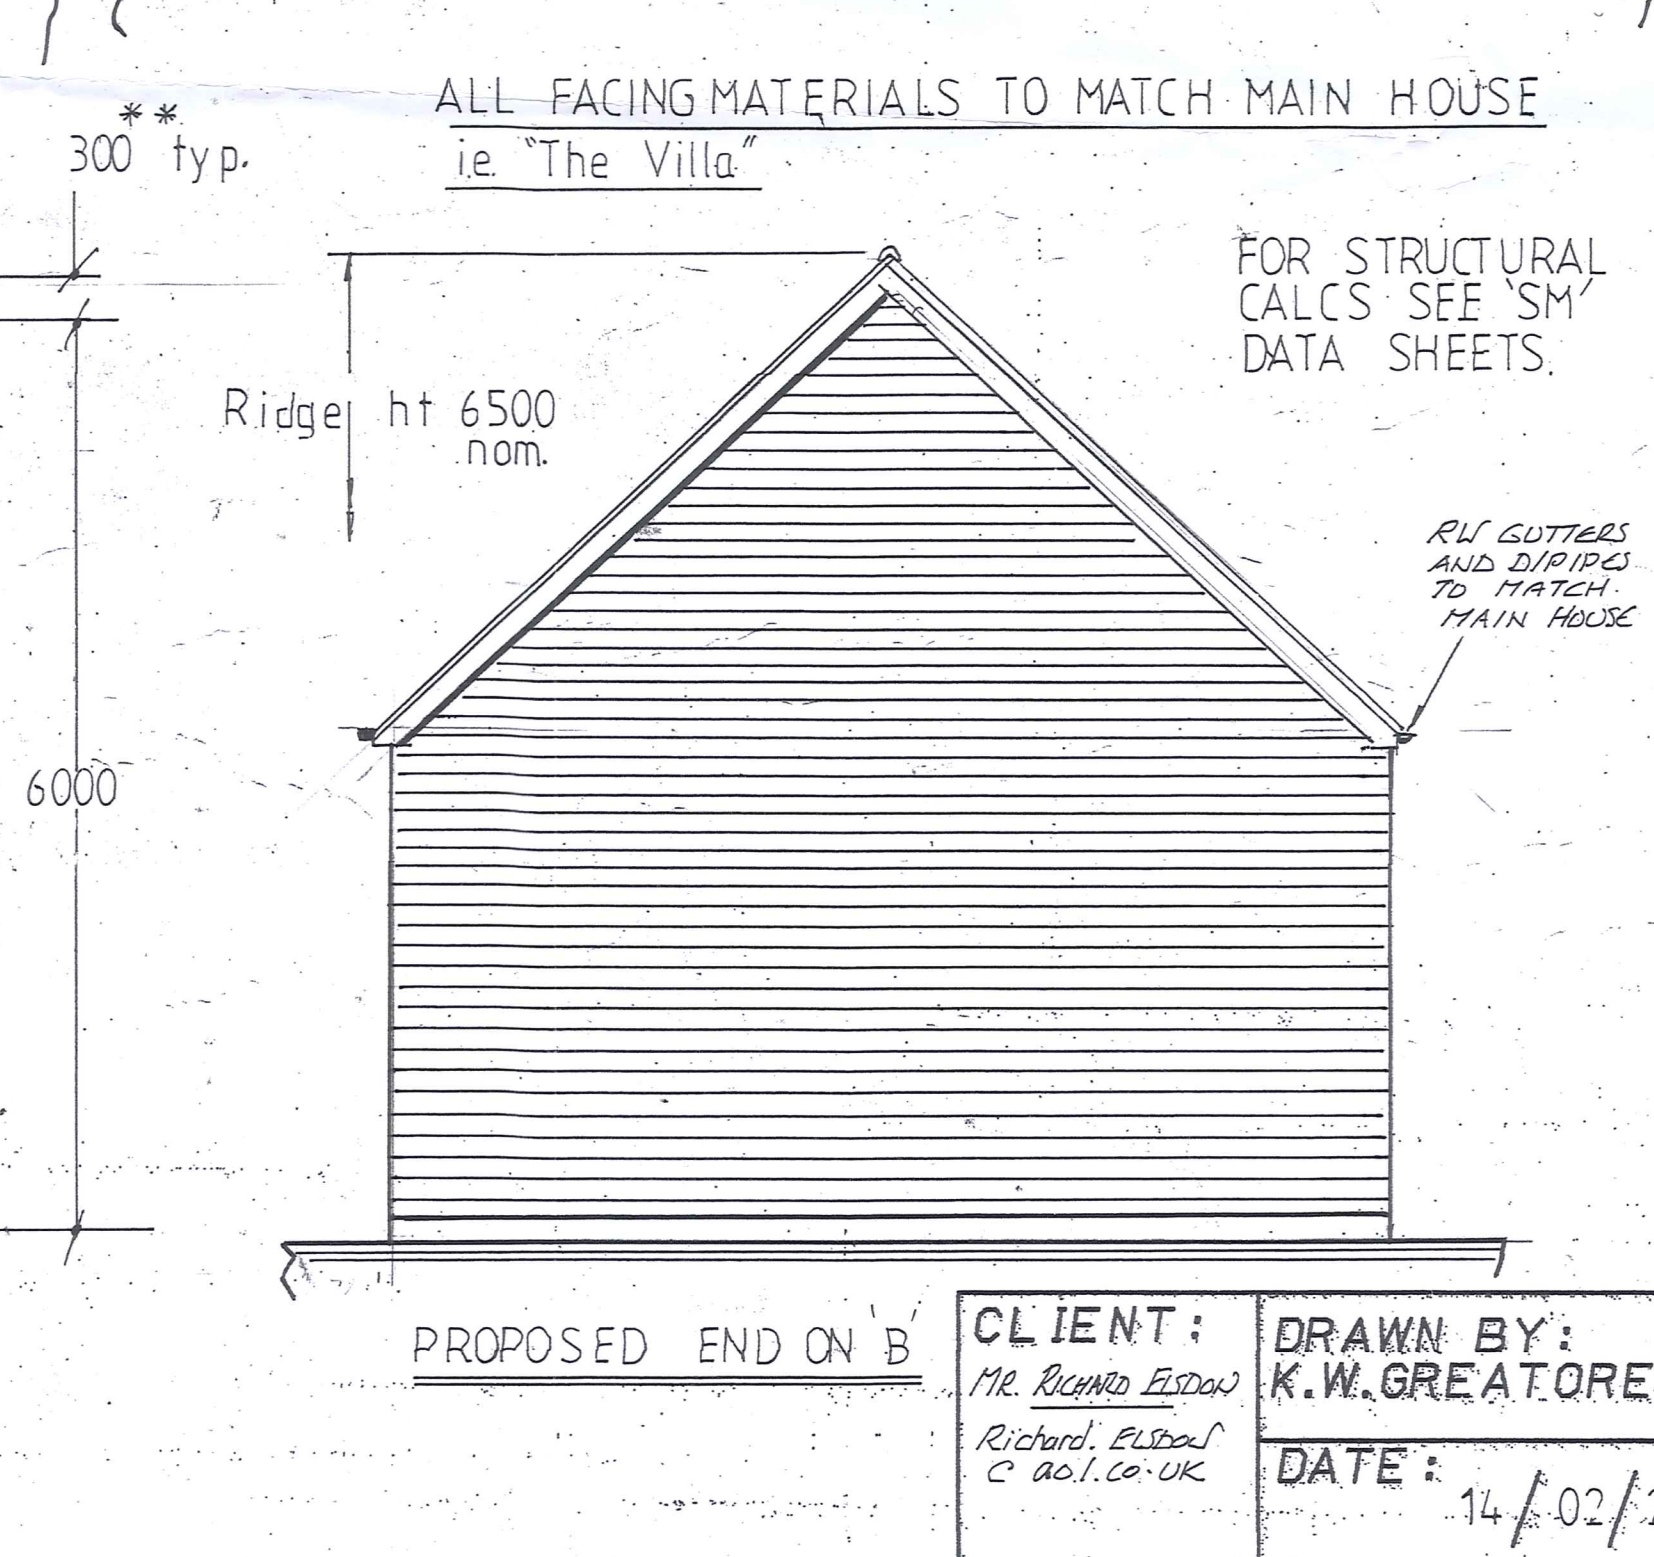 ALL FACING MATERIALS TO MATCH MAIN HOUSE
i.e. "The Villa"
**
300 typ.
FOR STRUCTURAL
CALCS SEE 'SM'
DATA SHEETS.
Ridge ht 6500
nom.
RW GUTTERS
AND D/PIPES
TO MATCH
MAIN HOUSE
6000
PROPOSED END ON 'B'
CLIENT:
MR. RICHARD ELSDON
Richard. ELSDON
@ aol.co.uk
DRAWN BY:
K.W.GREATORE
DATE:
14/02/